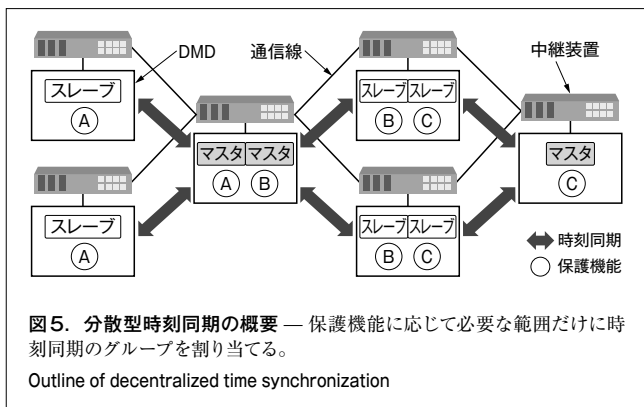 DMD
通信線
中継装置
スレーブ
Ⓐ
マスタ マスタ
Ⓐ Ⓑ
スレーブ スレーブ
Ⓑ Ⓒ
マスタ
Ⓒ
スレーブ
Ⓐ
スレーブ スレーブ
Ⓑ Ⓒ
時刻同期
保護機能
図5．分散型時刻同期の概要 — 保護機能に応じて必要な範囲だけに時
刻同期のグループを割り当てる。
Outline of decentralized time synchronization